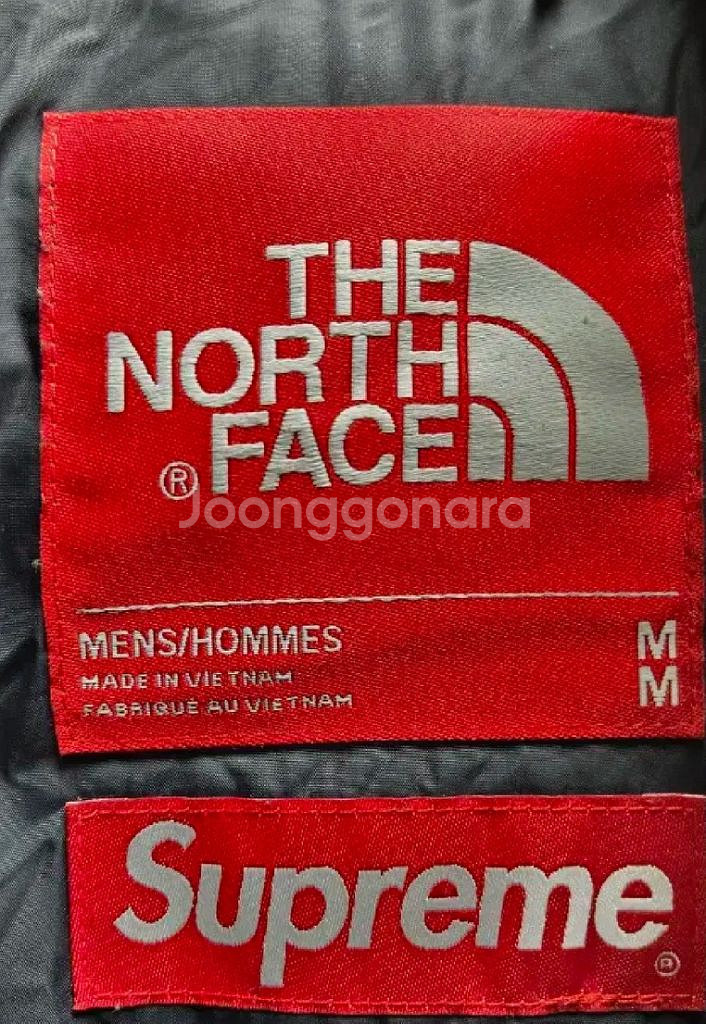 THE
NORTH
FACE
®
Joonggonara
MENS/HOMMES M
MADE IN VIETNAM M
FABRIQUÉ AU VIETNAM
Supreme
®